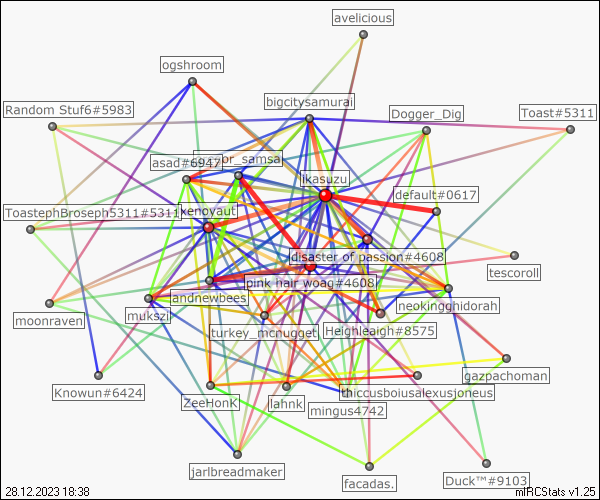 avelicious
ogshroom
bigcitysamurai
Random Stuf6#5983
Dogger_Dig
Toast#5311
asad#6947
or_samsa
ikasuzu
default#0617
ToastephBroseph5311#5311
xenoyaut
disaster of passion#4608
tescoroll
pink hair woag#4608
andnewbees
moonraven
mukszi
neokingghidorah
turkey_mcnugget
Heighleaigh#8575
gazpachoman
Knowun#6424
ZeeHonK
lahnk
mingus4742
thiccusboiusalexusjoneus
jarlbreadmaker
facadas.
Duck™#9103
28.12.2023 18:38
mIRCStats v1.25